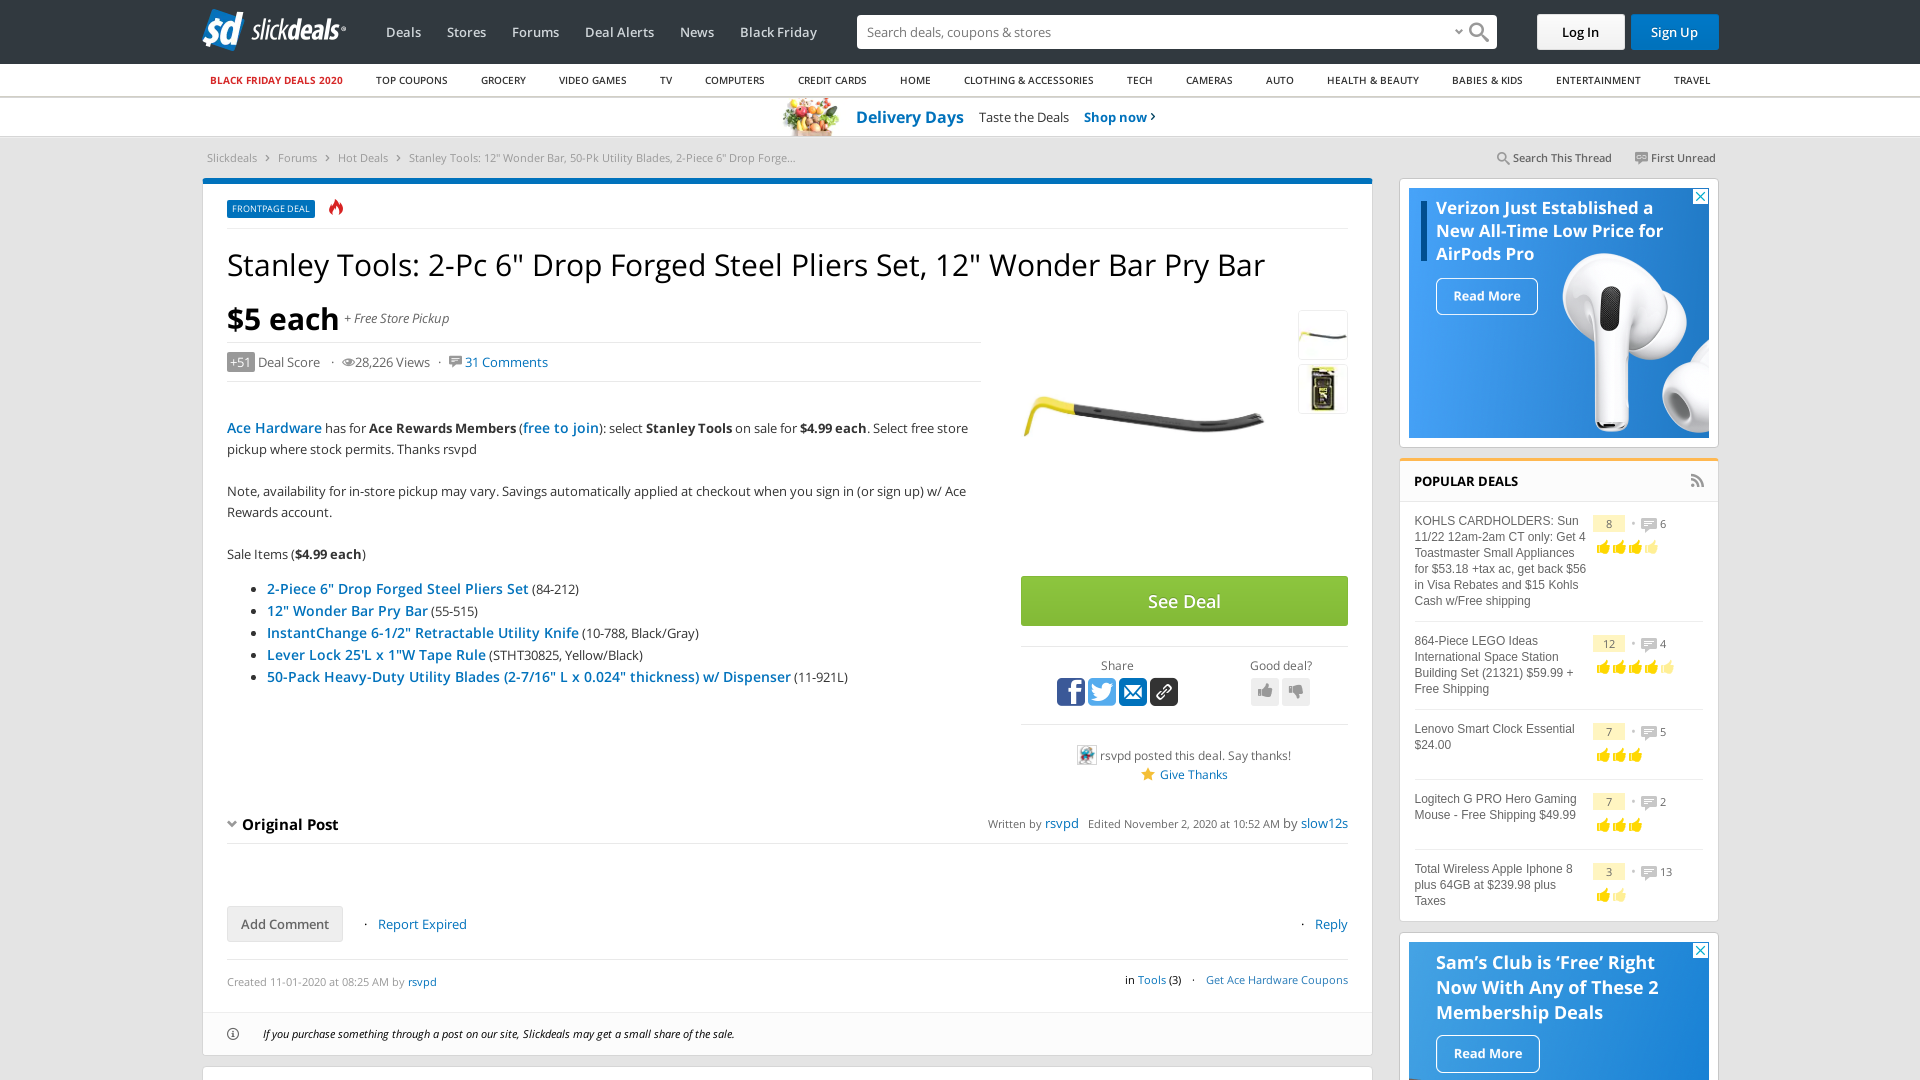 slickdeals
Deals
Stores
Forums
Deal Alerts
News
Black Friday
Search deals, coupons & stores
Log In
Sign Up
BLACK FRIDAY DEALS 2020
TOP COUPONS
GROCERY
VIDEO GAMES
TV
COMPUTERS
CREDIT CARDS
HOME
CLOTHING & ACCESSORIES
TECH
CAMERAS
AUTO
HEALTH & BEAUTY
BABIES & KIDS
ENTERTAINMENT
TRAVEL
Delivery Days Taste the Deals Shop now
Slickdeals > Forums > Hot Deals > Stanley Tools: 12" Wonder Bar, 50-Pk Utility Blades, 2-Piece 6" Drop Forge...
Search This Thread
First Unread
FRONTPAGE DEAL
Stanley Tools: 2-Pc 6" Drop Forged Steel Pliers Set, 12" Wonder Bar Pry Bar
$5 each + Free Store Pickup
+51 Deal Score · 28,226 Views · 31 Comments
Ace Hardware has for Ace Rewards Members (free to join): select Stanley Tools on sale for $4.99 each. Select free store
pickup where stock permits. Thanks rsvpd
Note, availability for in-store pickup may vary. Savings automatically applied at checkout when you sign in (or sign up) w/ Ace
Rewards account.
Sale Items ($4.99 each)
• 2-Piece 6" Drop Forged Steel Pliers Set (84-212)
• 12" Wonder Bar Pry Bar (55-515)
• InstantChange 6-1/2" Retractable Utility Knife (10-788, Black/Gray)
• Lever Lock 25'L x 1"W Tape Rule (STHT30825, Yellow/Black)
• 50-Pack Heavy-Duty Utility Blades (2-7/16" L x 0.024" thickness) w/ Dispenser (11-921L)
See Deal
Share
Good deal?
rsvpd posted this deal. Say thanks!
Give Thanks
Original Post
Written by rsvpd Edited November 2, 2020 at 10:52 AM by slow12s
Add Comment
· Report Expired
· Reply
Created 11-01-2020 at 08:25 AM by rsvpd
in Tools (3) · Get Ace Hardware Coupons
If you purchase something through a post on our site, Slickdeals may get a small share of the sale.
Verizon Just Established a
New All-Time Low Price for
AirPods Pro
Read More
POPULAR DEALS
KOHLS CARDHOLDERS: Sun
11/22 12am-2am CT only: Get 4
Toastmaster Small Appliances
for $53.18 +tax ac, get back $56
in Visa Rebates and $15 Kohls
Cash w/Free shipping
8 • 6
864-Piece LEGO Ideas
International Space Station
Building Set (21321) $59.99 +
Free Shipping
12 • 4
Lenovo Smart Clock Essential
$24.00
7 • 5
Logitech G PRO Hero Gaming
Mouse - Free Shipping $49.99
7 • 2
Total Wireless Apple Iphone 8
plus 64GB at $239.98 plus
Taxes
3 • 13
Sam's Club is ‘Free’ Right
Now With Any of These 2
Membership Deals
Read More